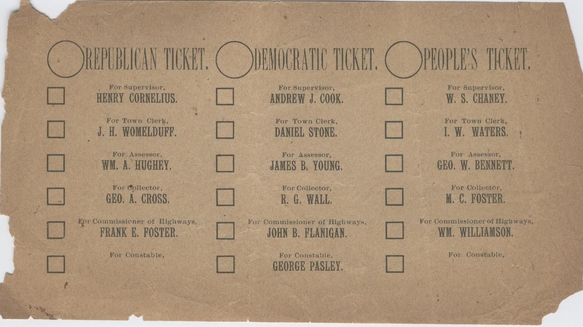 REPUBLICAN TICKET.
For Supervisor,
HENRY CORNELIUS.
For Town Clerk,
J. H. WOMELDUFF.
For Assessor,
WM. A. HUGHEY.
For Collector,
GEO. A. CROSS.
For Commissioner of Highways,
FRANK E. FOSTER.
For Constable,
DEMOCRATIC TICKET.
For Supervisor,
ANDREW J. COOK.
For Town Clerk,
DANIEL STONE.
For Assessor,
JAMES B. YOUNG.
For Collector,
R. G. WALL.
For Commissioner of Highways,
JOHN B. FLANIGAN.
For Constable,
GEORGE PASLEY.
PEOPLE'S TICKET.
For Supervisor,
W. S. CHANEY.
For Town Clerk,
I. W. WATERS.
For Assessor,
GEO. W. BENNETT.
For Collector,
M. C. FOSTER.
For Commissioner of Highways,
WM. WILLIAMSON.
For Constable,